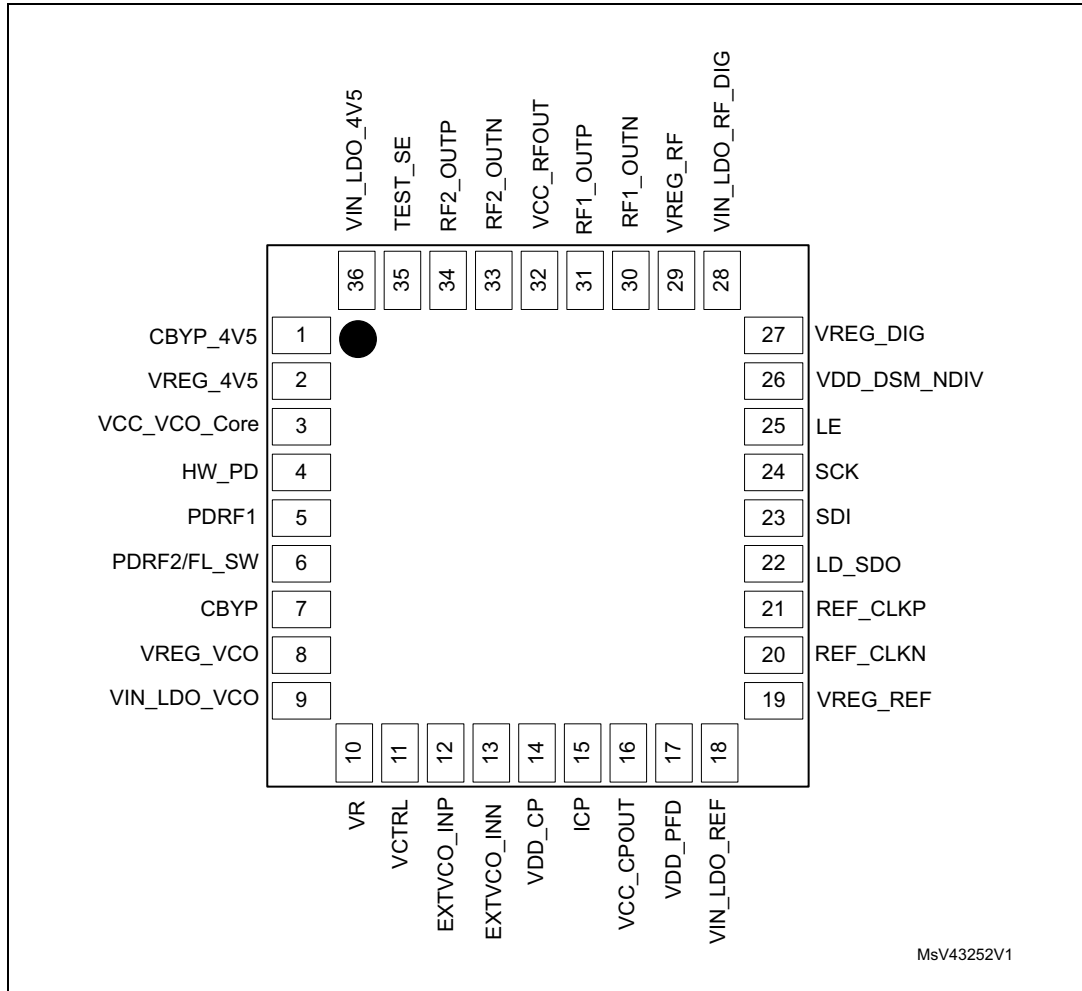 VIN_LDO_4V5
TEST_SE
RF2_OUTP
RF2_OUTN
VCC_RFOUT
RF1_OUTP
RF1_OUTN
VREG_RF
VIN_LDO_RF_DIG
36
35
34
33
32
31
30
29
28
CBYP_4V5 1
VREG_4V5 2
VCC_VCO_Core 3
HW_PD 4
PDRF1 5
PDRF2/FL_SW 6
CBYP 7
VREG_VCO 8
VIN_LDO_VCO 9
27 VREG_DIG
26 VDD_DSM_NDIV
25 LE
24 SCK
23 SDI
22 LD_SDO
21 REF_CLKP
20 REF_CLKN
19 VREG_REF
10
11
12
13
14
15
16
17
18
VR
VCTRL
EXTVCO_INP
EXTVCO_INN
VDD_CP
ICP
VCC_CPOUT
VDD_PFD
VIN_LDO_REF
MsV43252V1